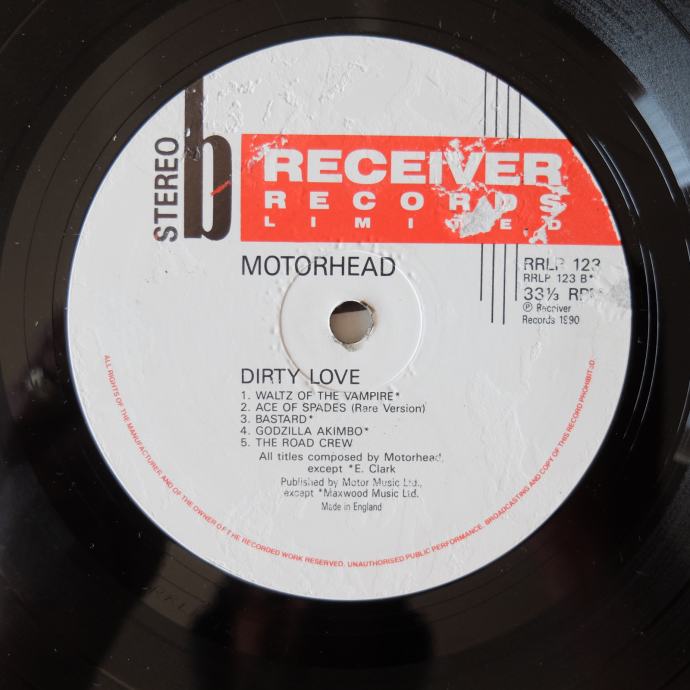 STEREO
b
RECEIVER
RECORDS
LIMITED
MOTORHEAD
RRLP 123
RRLP 123 B*
33⅓ RPM
℗ Receiver
Records 1990
DIRTY LOVE
1. WALTZ OF THE VAMPIRE*
2. ACE OF SPADES (Rare Version)
3. BASTARD*
4. GODZILLA AKIMBO*
5. THE ROAD CREW
All titles composed by Motorhead,
except *E. Clark
Published by Motor Music Ltd.,
except *Maxwood Music Ltd.
Made in England
ALL RIGHTS OF THE MANUFACTURER AND OF THE OWNER OF THE RECORDED WORK RESERVED. UNAUTHORISED PUBLIC PERFORMANCE, BROADCASTING AND COPY OF THIS RECORD PROHIBITED.